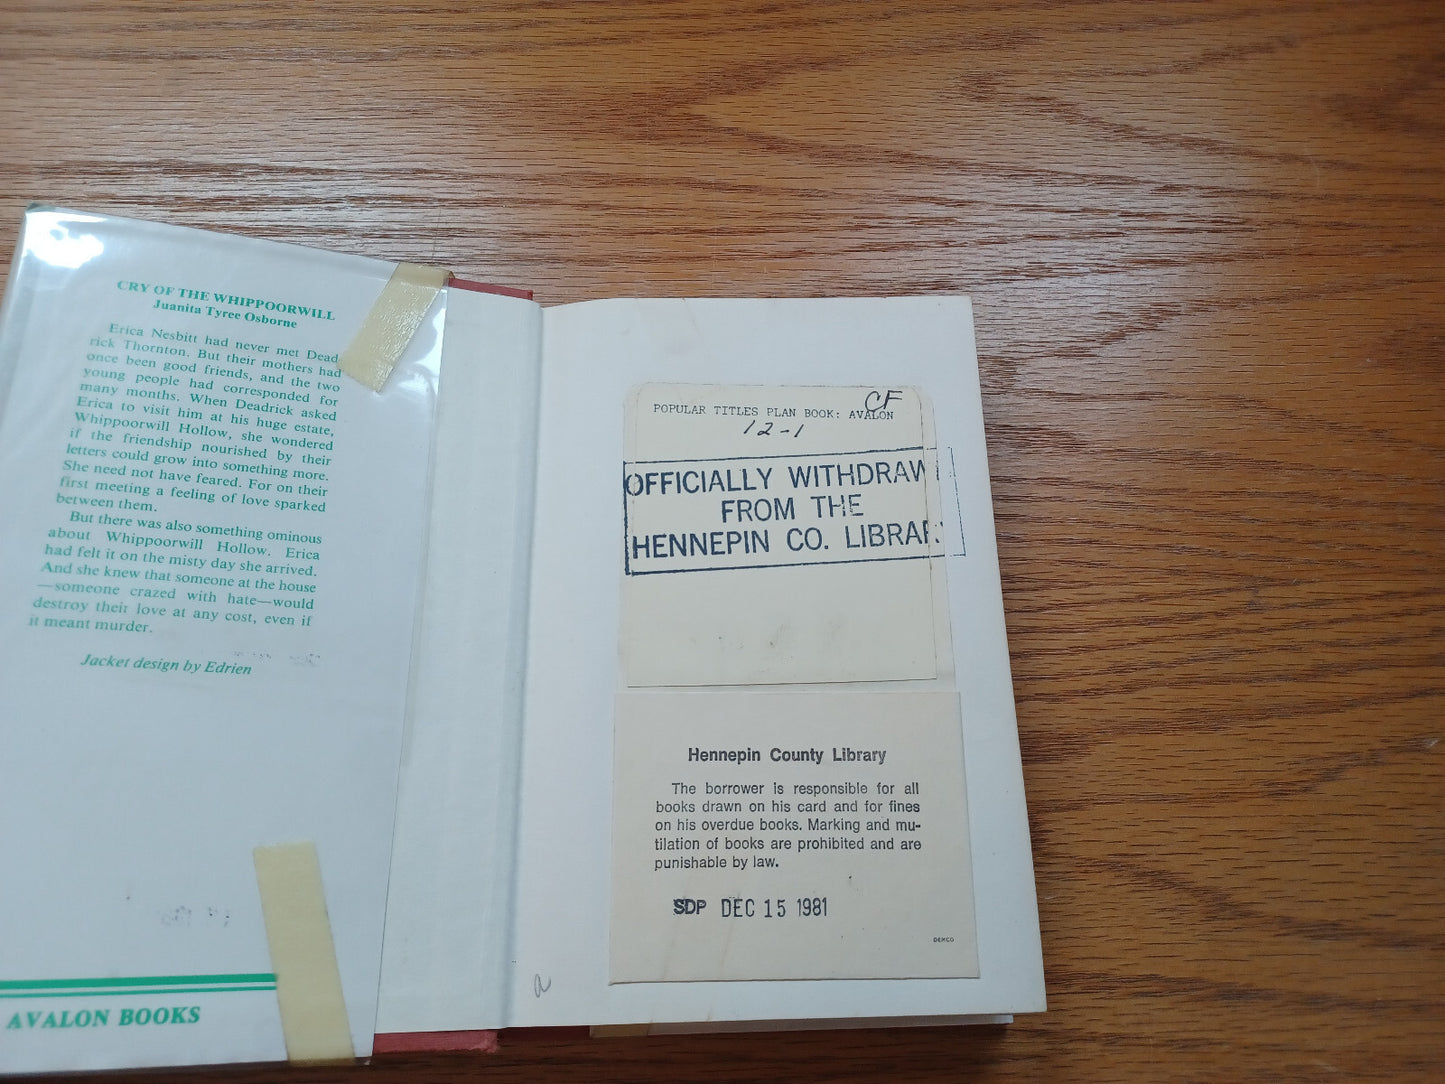 CRY OF THE WHIPPOORWILL
Juanita Tyree Osborne
Erica Nesbitt had never met Dead-
rick Thornton. But their mothers had
once been good friends, and the two
young people had corresponded for
many months. When Deadrick asked
Erica to visit him at his huge estate,
Whippoorwill Hollow, she wondered
if the friendship nourished by their
letters could grow into something more.
She need not have feared. For on their
first meeting a feeling of love sparked
between them.
But there was also something ominous
about Whippoorwill Hollow. Erica
had felt it on the misty day she arrived.
And she knew that someone at the house
—someone crazed with hate—would
destroy their love at any cost, even if
it meant murder.
Jacket design by Edrien
AVALON BOOKS
CF
POPULAR TITLES PLAN BOOK: AVALON
12-1
OFFICIALLY WITHDRAW
FROM THE
HENNEPIN CO. LIBRAR
Hennepin County Library
The borrower is responsible for all
books drawn on his card and for fines
on his overdue books. Marking and mu-
tilation of books are prohibited and are
punishable by law.
SDP DEC 15 1981
DEMCO
a